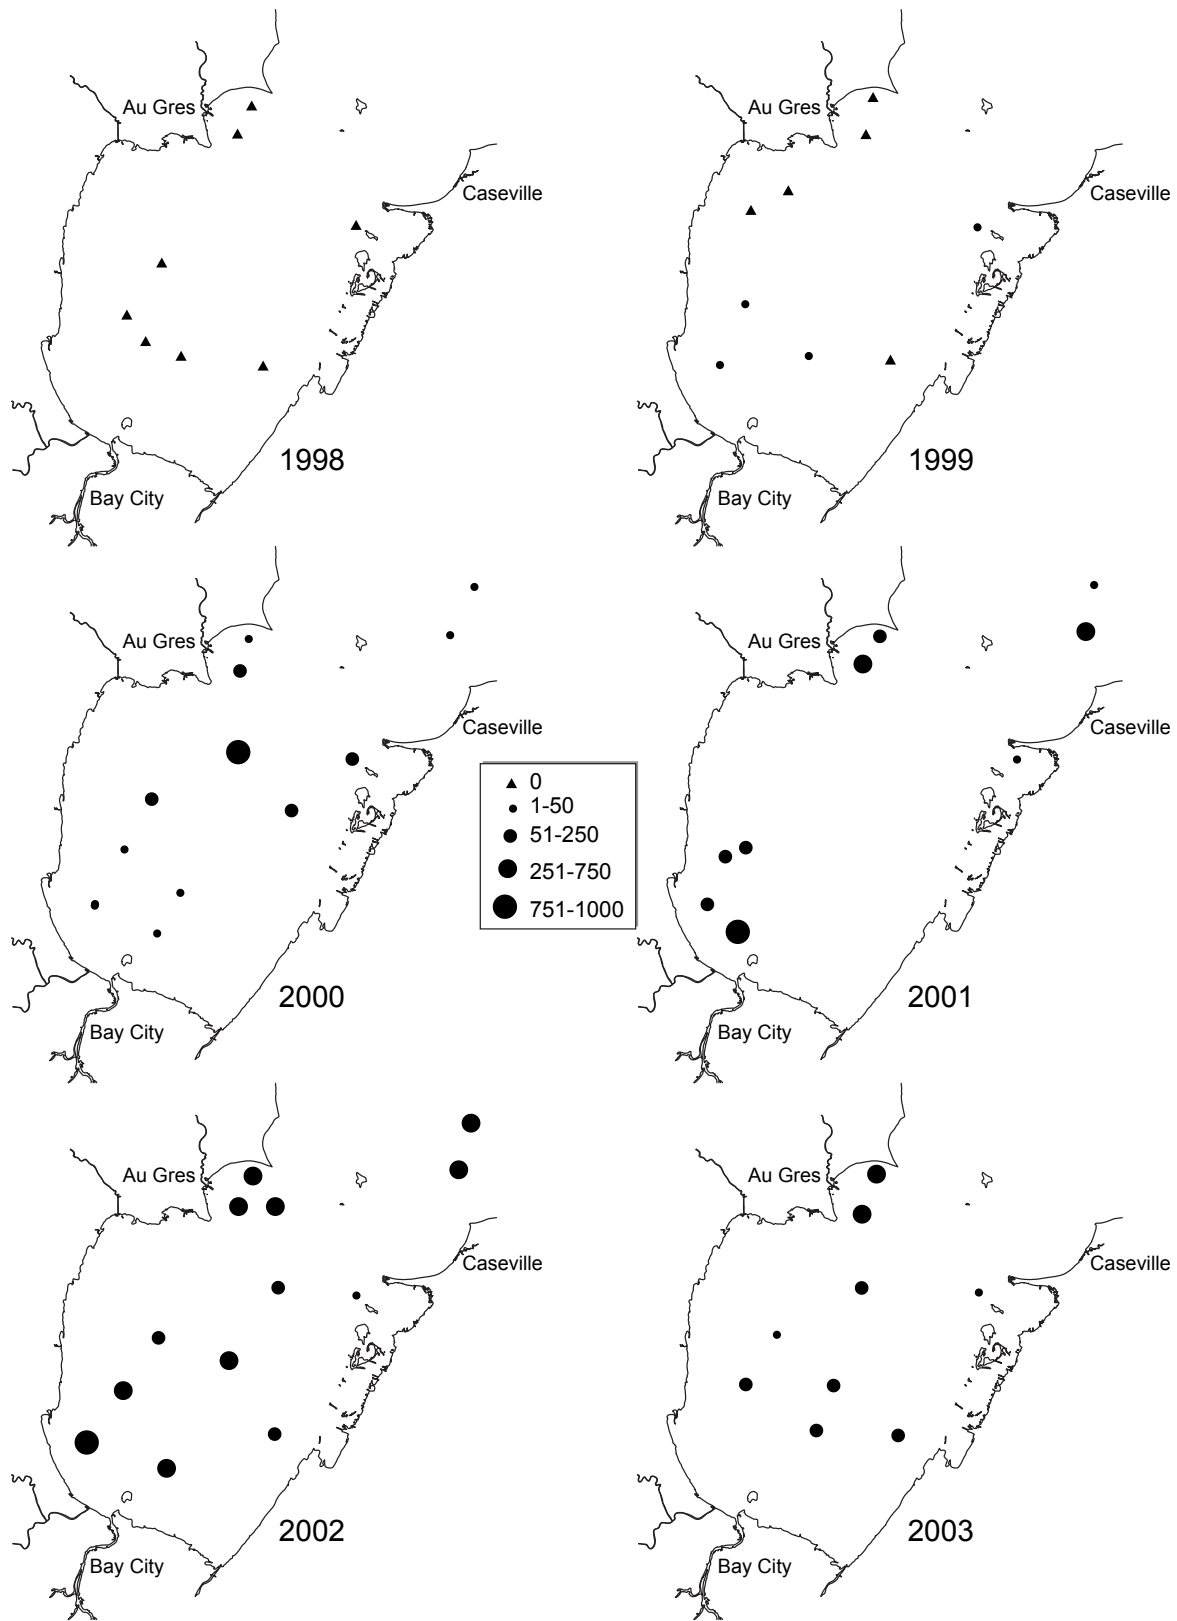 Au Gres
Caseville
1998
Bay City
Au Gres
Caseville
1999
Bay City
Au Gres
Caseville
2000
Bay City
0
1-50
51-250
251-750
751-1000
Au Gres
Caseville
2001
Bay City
Au Gres
Caseville
2002
Bay City
Au Gres
Caseville
2003
Bay City